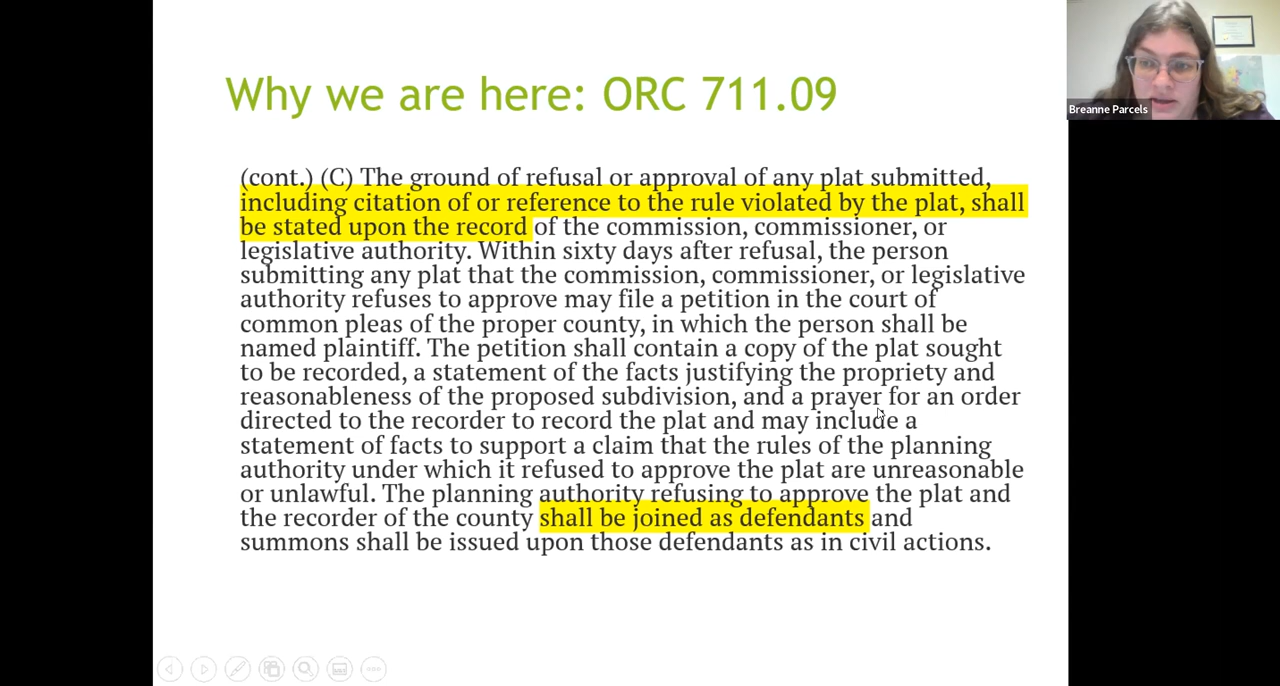 Why we are here: ORC 711.09
Breanne Parcels
(cont.) (C) The ground of refusal or approval of any plat submitted,
including citation of or reference to the rule violated by the plat, shall
be stated upon the record of the commission, commissioner, or
legislative authority. Within sixty days after refusal, the person
submitting any plat that the commission, commissioner, or legislative
authority refuses to approve may file a petition in the court of
common pleas of the proper county, in which the person shall be
named plaintiff. The petition shall contain a copy of the plat sought
to be recorded, a statement of the facts justifying the propriety and
reasonableness of the proposed subdivision, and a prayer for an order
directed to the recorder to record the plat and may include a
statement of facts to support a claim that the rules of the planning
authority under which it refused to approve the plat are unreasonable
or unlawful. The planning authority refusing to approve the plat and
the recorder of the county shall be joined as defendants and
summons shall be issued upon those defendants as in civil actions.